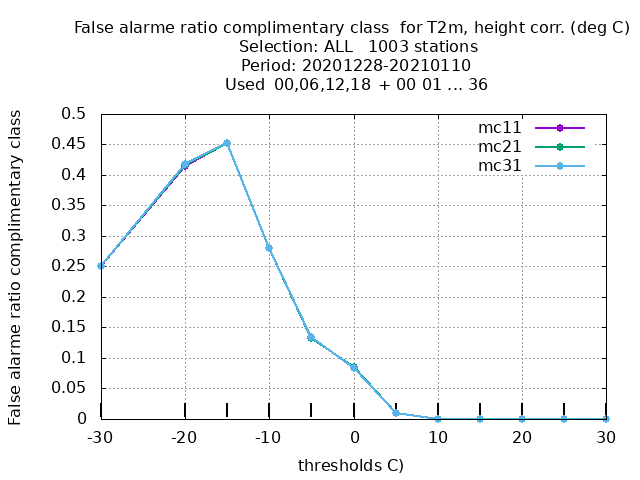 False alarme ratio complimentary class  for T2m, height corr. (deg C)
Selection: ALL   1003 stations
Period: 20201228-20210110
Used  00,06,12,18 + 00 01 ... 36
False alarme ratio complimentary class
0.5
0.45
0.4
0.35
0.3
0.25
0.2
0.15
0.1
0.05
0
mc11
mc21
mc31
-30
-20
-10
0
10
20
30
thresholds C)